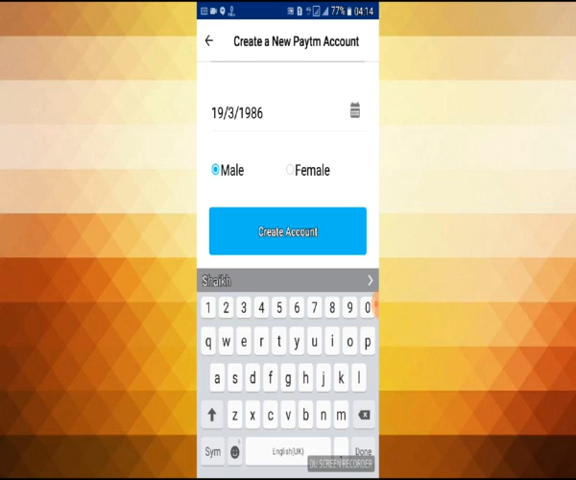 77% 04:14
Create a New Paytm Account
19/3/1986
Male Female
Create Account
Shaikh
1 2 3 4 5 6 7 8 9 0
q w e r t y u i o p
a s d f g h j k l
z x c v b n m
Sym English(UK) . Done
DU SCREEN RECORDER